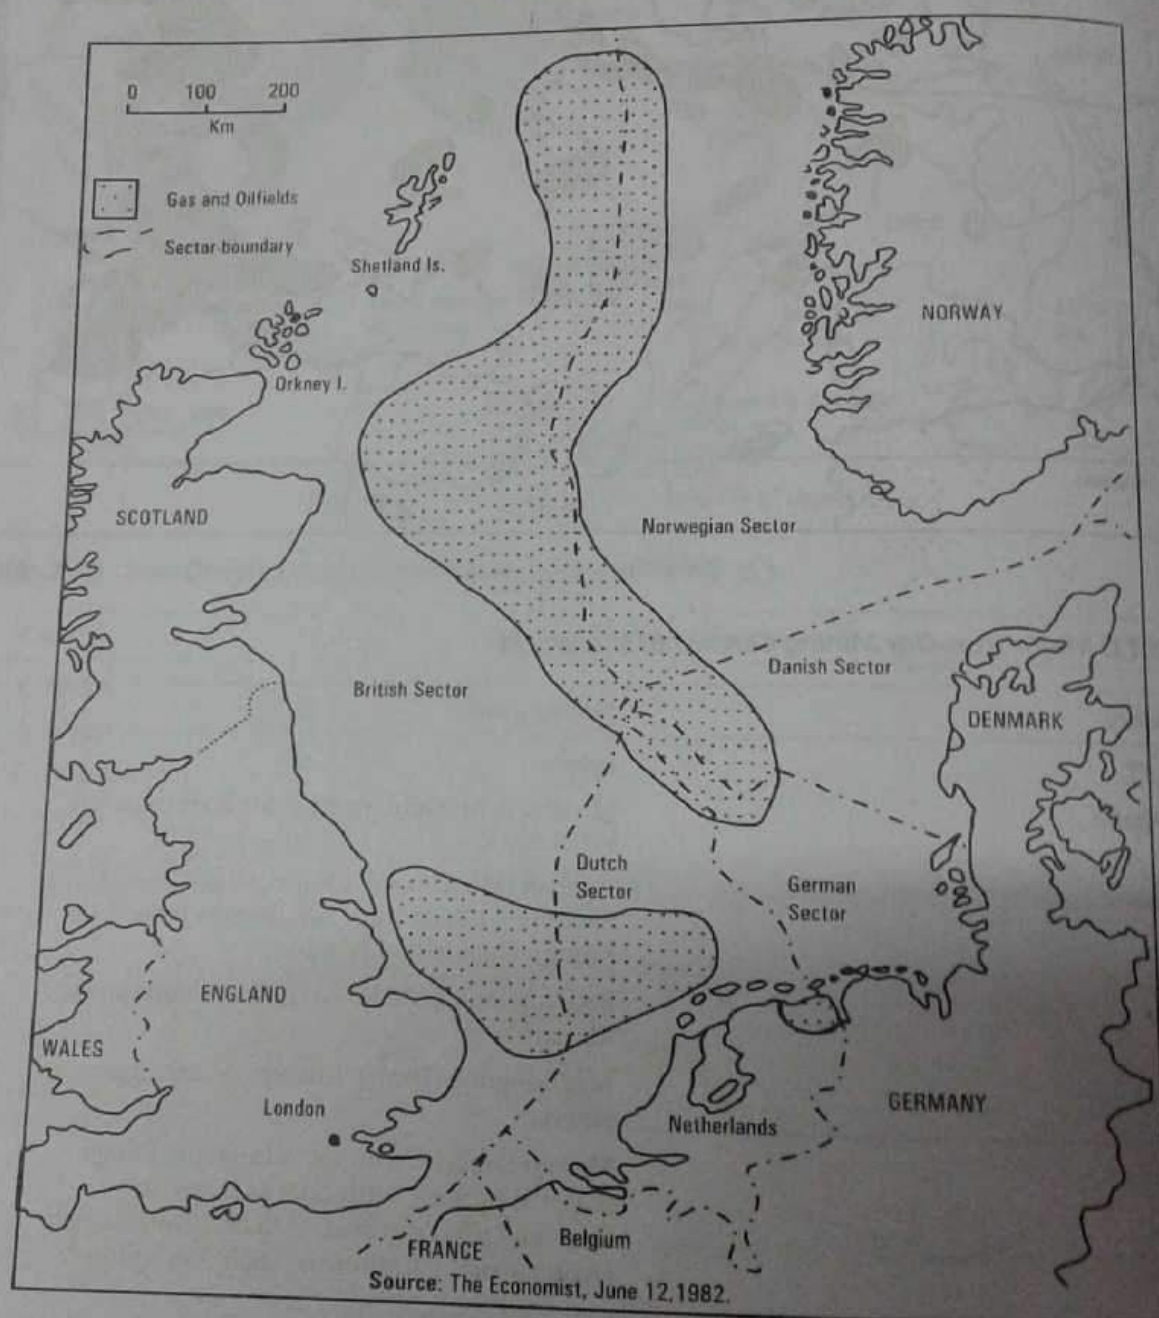 0 100 200
Km
Gas and Oilfields
Sector boundary
Shetland Is.
Orkney I.
NORWAY
SCOTLAND
Norwegian Sector
British Sector
Danish Sector
DENMARK
Dutch
Sector
German
Sector
ENGLAND
WALES
London
Netherlands
GERMANY
Belgium
FRANCE
Source: The Economist, June 12,1982.